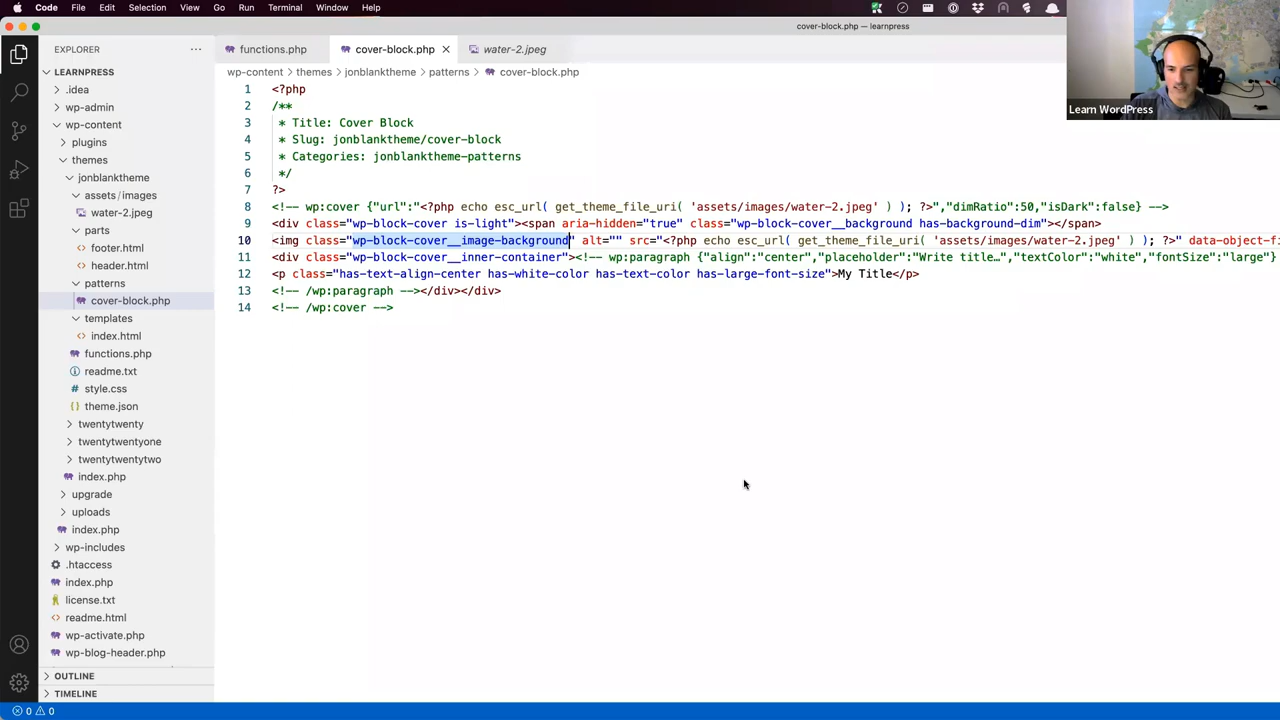 Code File Edit Selection View Go Run Terminal Window Help
cover-block.php — learnpress
EXPLORER
functions.php
cover-block.php
water-2.jpeg
wp-content
themes
jonblanktheme
patterns
cover-block.php
LEARNPRESS
.idea
wp-admin
wp-content
plugins
themes
jonblanktheme
assets/images
water-2.jpeg
parts
footer.html
header.html
patterns
cover-block.php
templates
index.html
functions.php
readme.txt
style.css
theme.json
twentytwenty
twentytwentyone
twentytwentytwo
index.php
upgrade
uploads
index.php
wp-includes
.htaccess
index.php
license.txt
readme.html
wp-activate.php
wp-blog-header.php
OUTLINE
TIMELINE
1 <?php
2 /**
3 * Title: Cover Block
4 * Slug: jonblanktheme/cover-block
5 * Categories: jonblanktheme-patterns
6 */
7 ?>
8 <!-- wp:cover {"url":"<?php echo esc_url( get_theme_file_uri( 'assets/images/water-2.jpeg' ) ); ?>","dimRatio":50,"isDark":false} -->
9 <div class="wp-block-cover is-light"><span aria-hidden="true" class="wp-block-cover__background has-background-dim"></span>
10 <img class="wp-block-cover__image-background" alt="" src="<?php echo esc_url( get_theme_file_uri( 'assets/images/water-2.jpeg' ) ); ?>" data-object-fi
11 <div class="wp-block-cover__inner-container"><!-- wp:paragraph {"align":"center","placeholder":"Write title…","textColor":"white","fontSize":"large"}
12 <p class="has-text-align-center has-white-color has-text-color has-large-font-size">My Title</p>
13 <!-- /wp:paragraph --></div></div>
14 <!-- /wp:cover -->
Learn WordPress
0 0